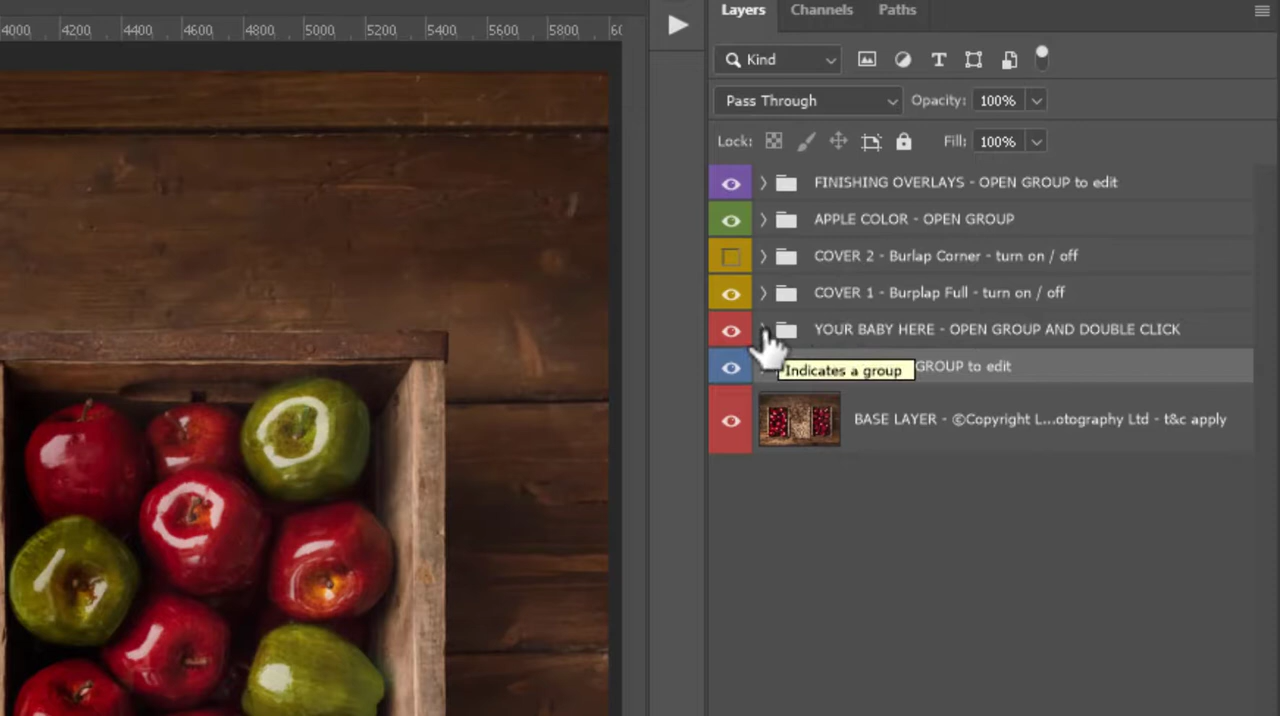 Layers Channels Paths
4000 4200 4400 4600 4800 5000 5200 5400 5600 5800
Kind
Pass Through Opacity: 100%
Lock: Fill: 100%
FINISHING OVERLAYS - OPEN GROUP to edit
APPLE COLOR - OPEN GROUP
COVER 2 - Burlap Corner - turn on / off
COVER 1 - Burplap Full - turn on / off
YOUR BABY HERE - OPEN GROUP AND DOUBLE CLICK
Indicates a group GROUP to edit
BASE LAYER - ©Copyright L...otography Ltd - t&c apply